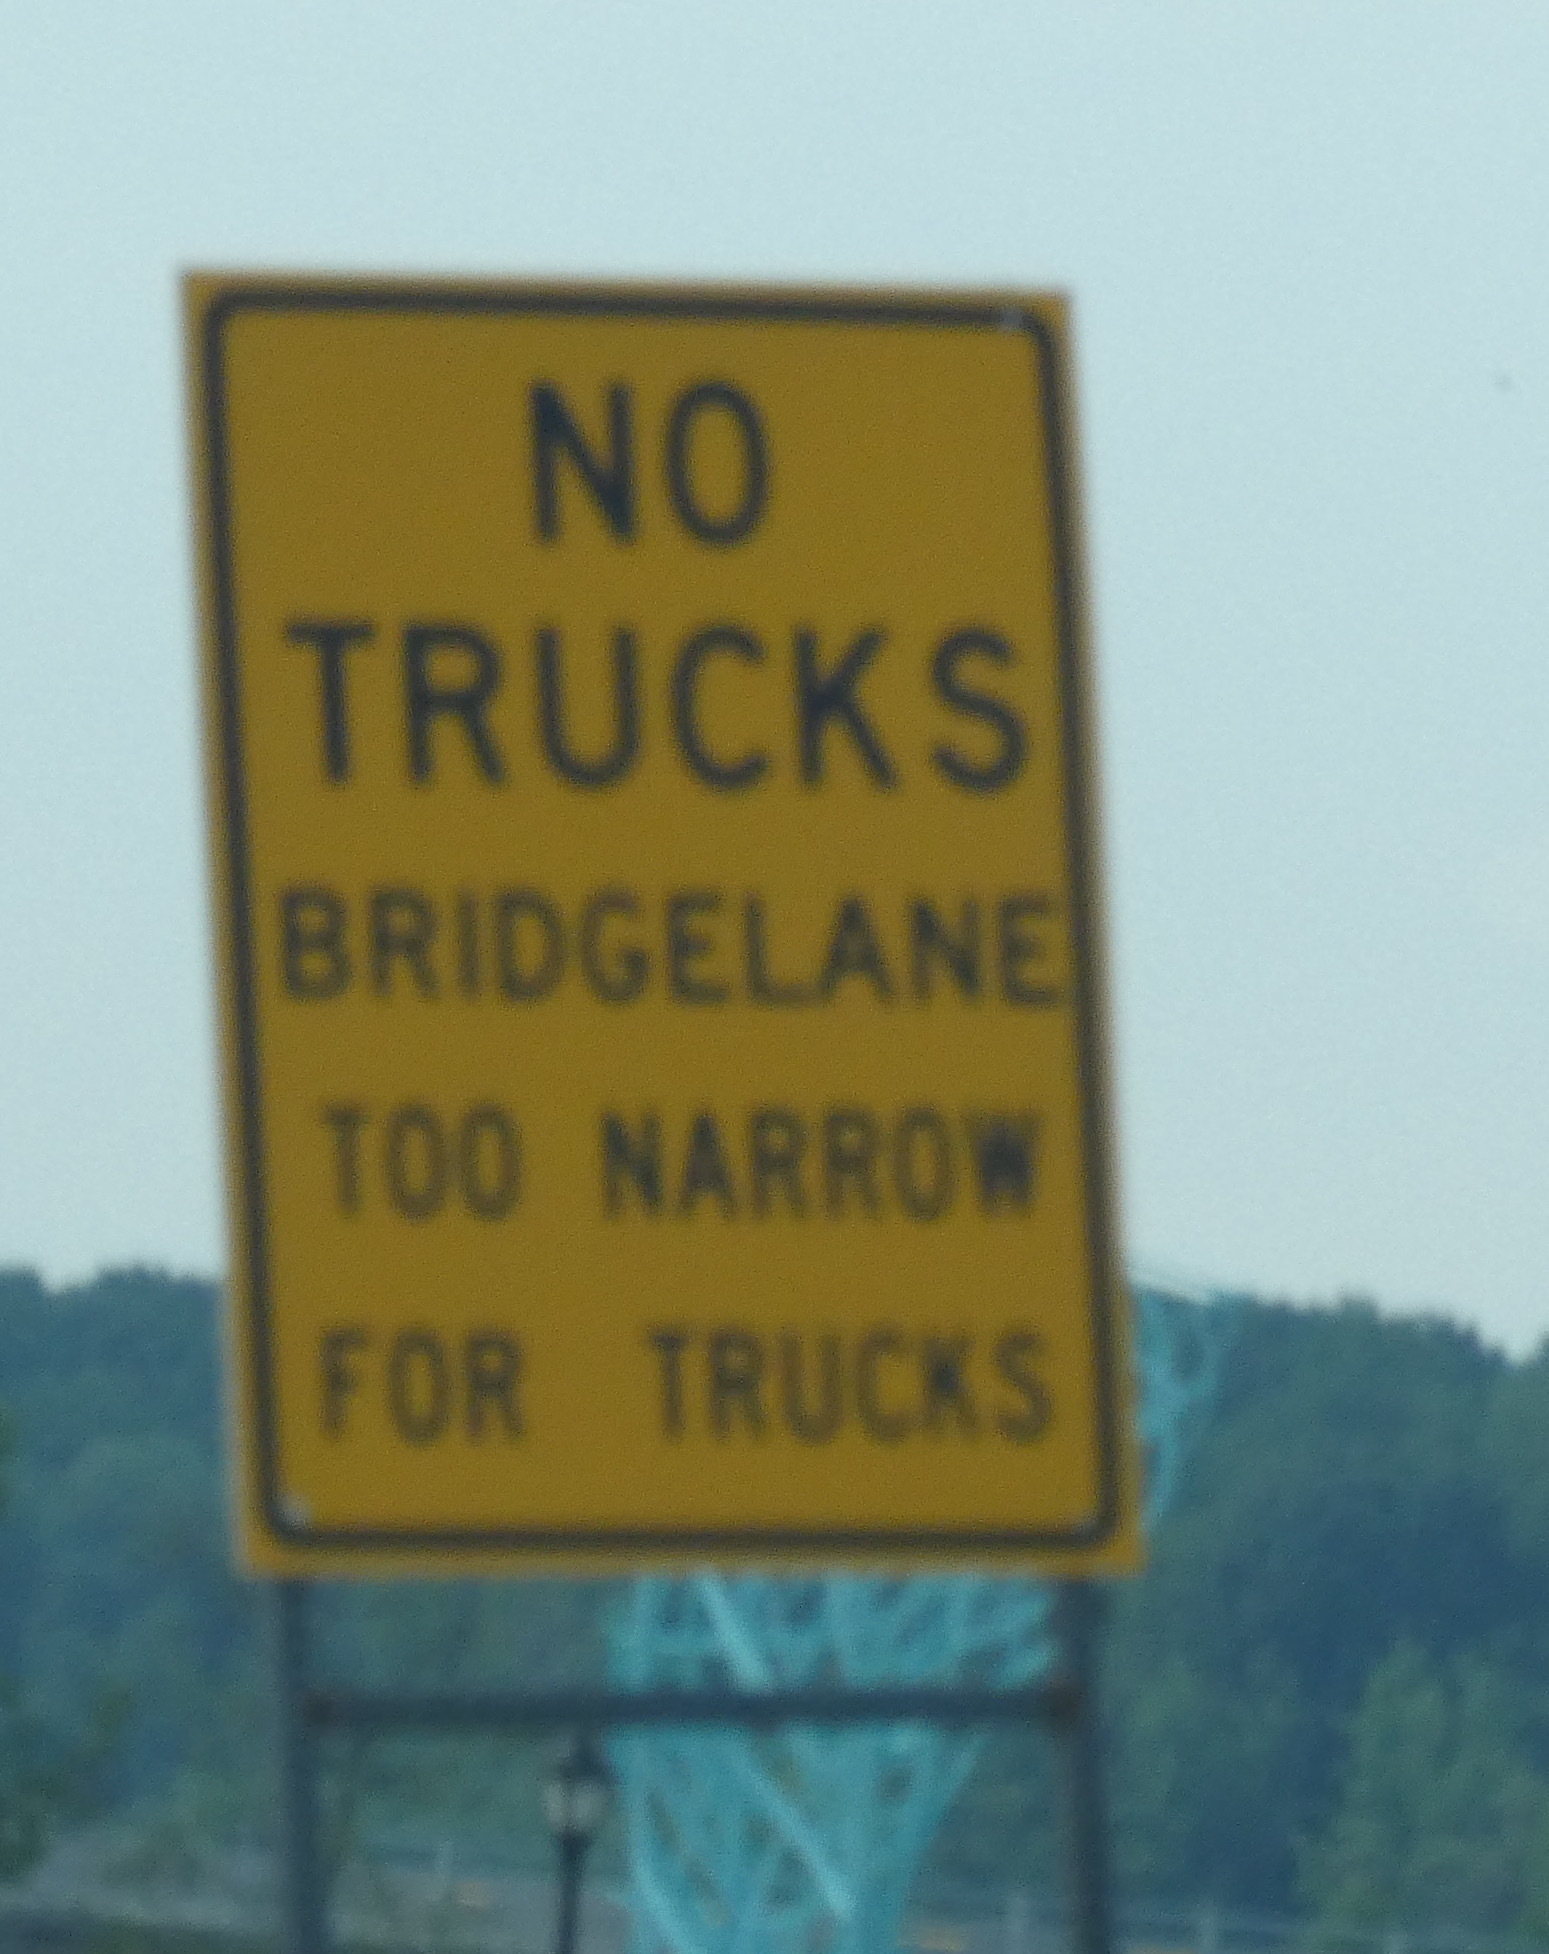 NO
TRUCKS
BRIDGELANE
TOO NARROW
FOR TRUCKS